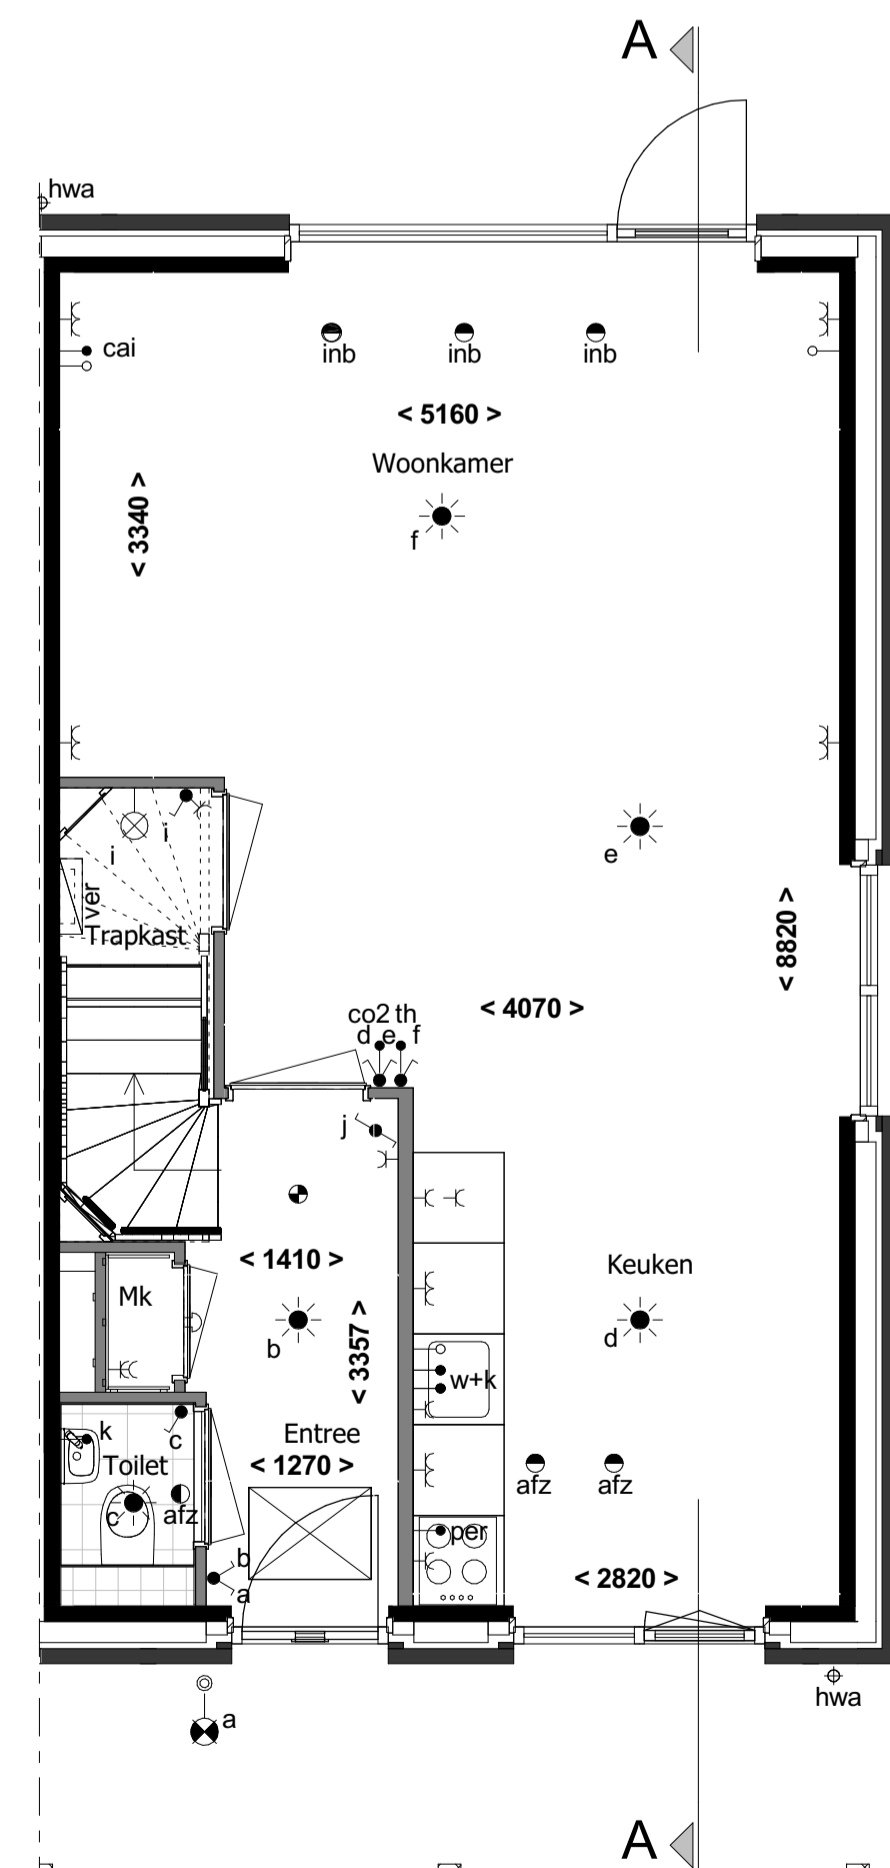 A
hwa
cai
inb
inb
inb
< 5160 >
Woonkamer
< 3340 >
f
e
i
i
ver
Trapkast
< 8820 >
< 4070 >
co2 th
d e f
j
< 1410 >
Keuken
Mk
b
< 3357 >
d
w+k
k
c
Entree
Toilet
< 1270 >
afz
afz
afz
c
per
b
a
< 2820 >
hwa
a
A